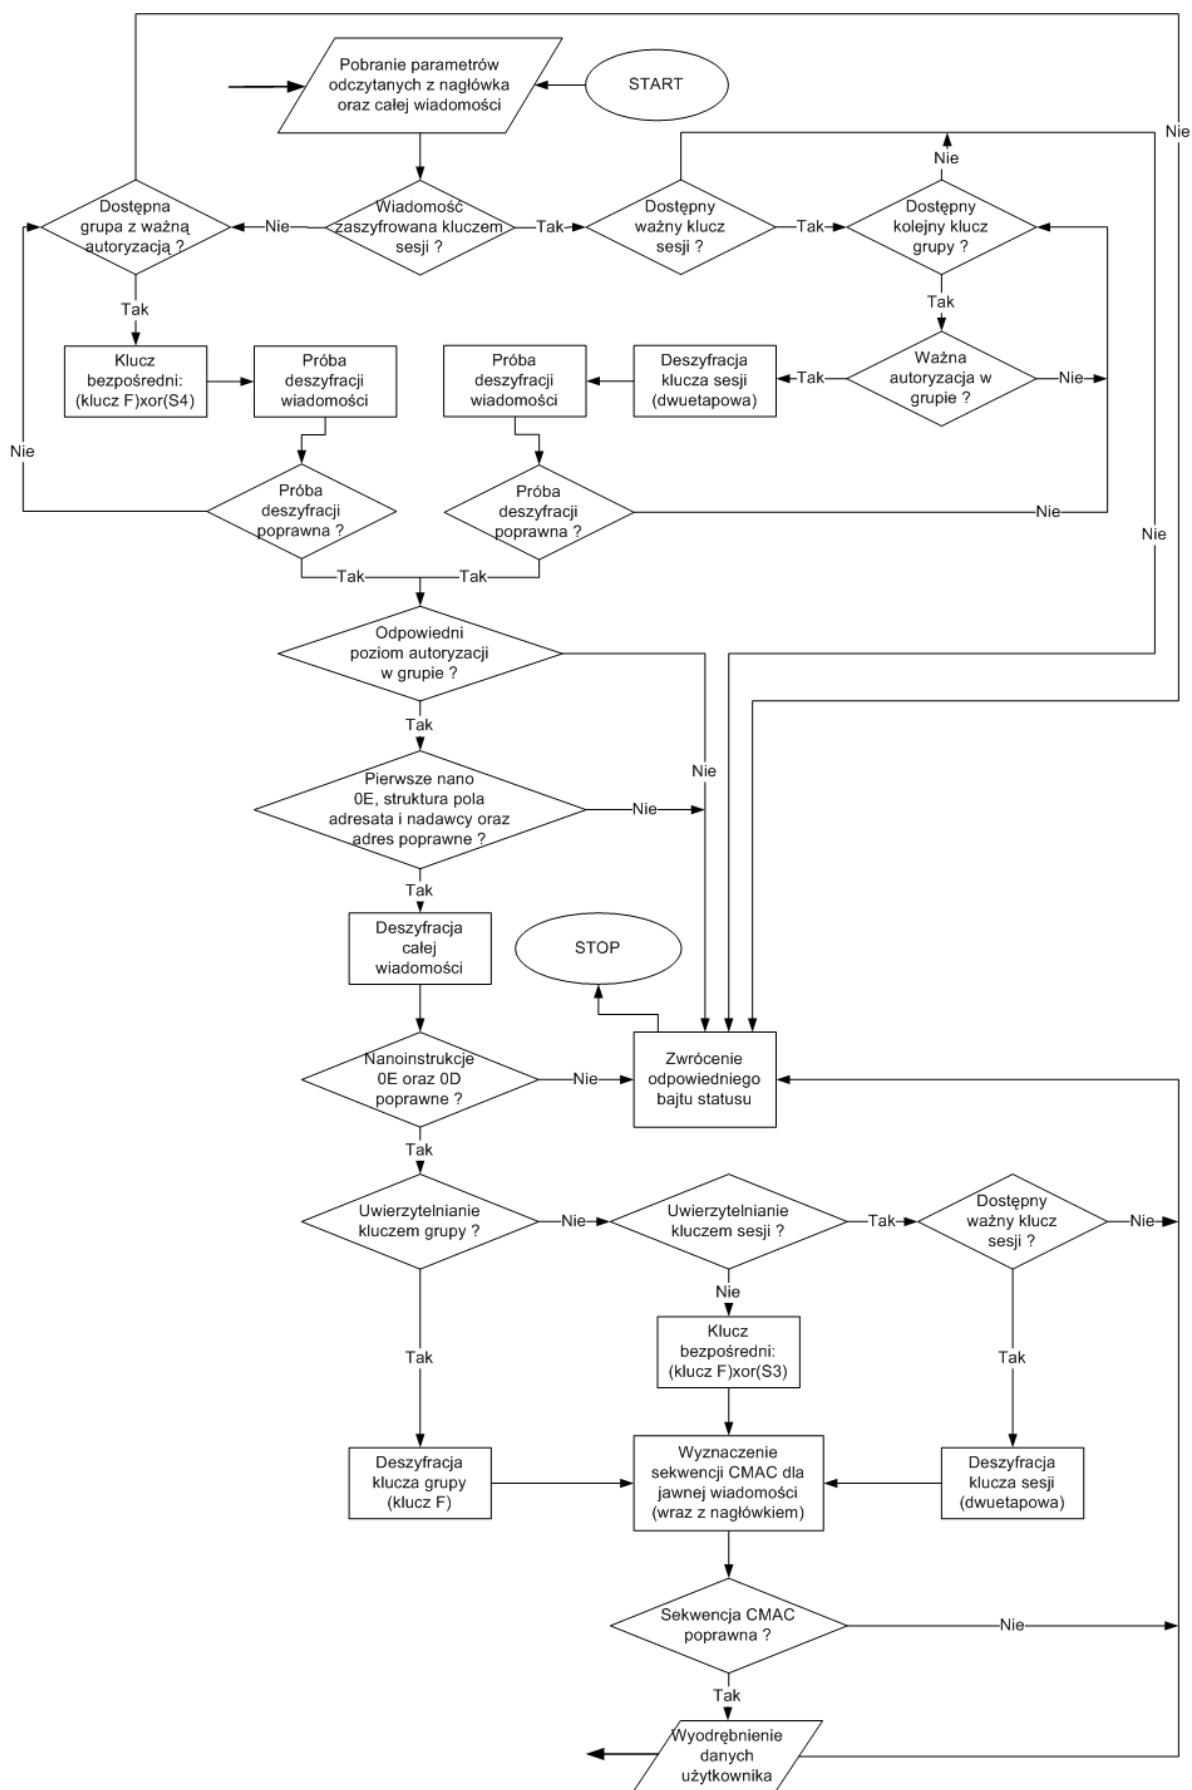 Pobranie parametrów
odczytanych z nagłówka
oraz całej wiadomości
START
Nie
Nie
Dostępna
grupa z ważną
autoryzacją ?
Nie
Wiadomość
zaszyfrowana kluczem
sesji ?
Tak
Dostępny
ważny klucz
sesji ?
Tak
Dostępny
kolejny klucz
grupy ?
Tak
Tak
Klucz
bezpośredni:
(klucz F)xor(S4)
Próba
deszyfracji
wiadomości
Próba
deszyfracji
wiadomości
Deszyfracja
klucza sesji
(dwuetapowa)
Tak
Ważna
autoryzacja w
grupie ?
Nie
Nie
Próba
deszyfracji
poprawna ?
Próba
deszyfracji
poprawna ?
Nie
Nie
Tak
Tak
Odpowiedni
poziom autoryzacji
w grupie ?
Tak
Nie
Pierwsze nano
0E, struktura pola
adresata i nadawcy oraz
adres poprawne ?
Nie
Tak
Deszyfracja
całej
wiadomości
STOP
Nanoinstrukcje
0E oraz 0D
poprawne ?
Nie
Zwrócenie
odpowiedniego
bajtu statusu
Tak
Uwierzytelnianie
kluczem grupy ?
Nie
Uwierzytelnianie
kluczem sesji ?
Tak
Dostępny
ważny klucz
sesji ?
Nie
Nie
Tak
Klucz
bezpośredni:
(klucz F)xor(S3)
Tak
Deszyfracja
klucza grupy
(klucz F)
Wyznaczenie
sekwencji CMAC dla
jawnej wiadomości
(wraz z nagłówkiem)
Deszyfracja
klucza sesji
(dwuetapowa)
Sekwencja CMAC
poprawna ?
Nie
Tak
Wyodrębnienie
danych
użytkownika